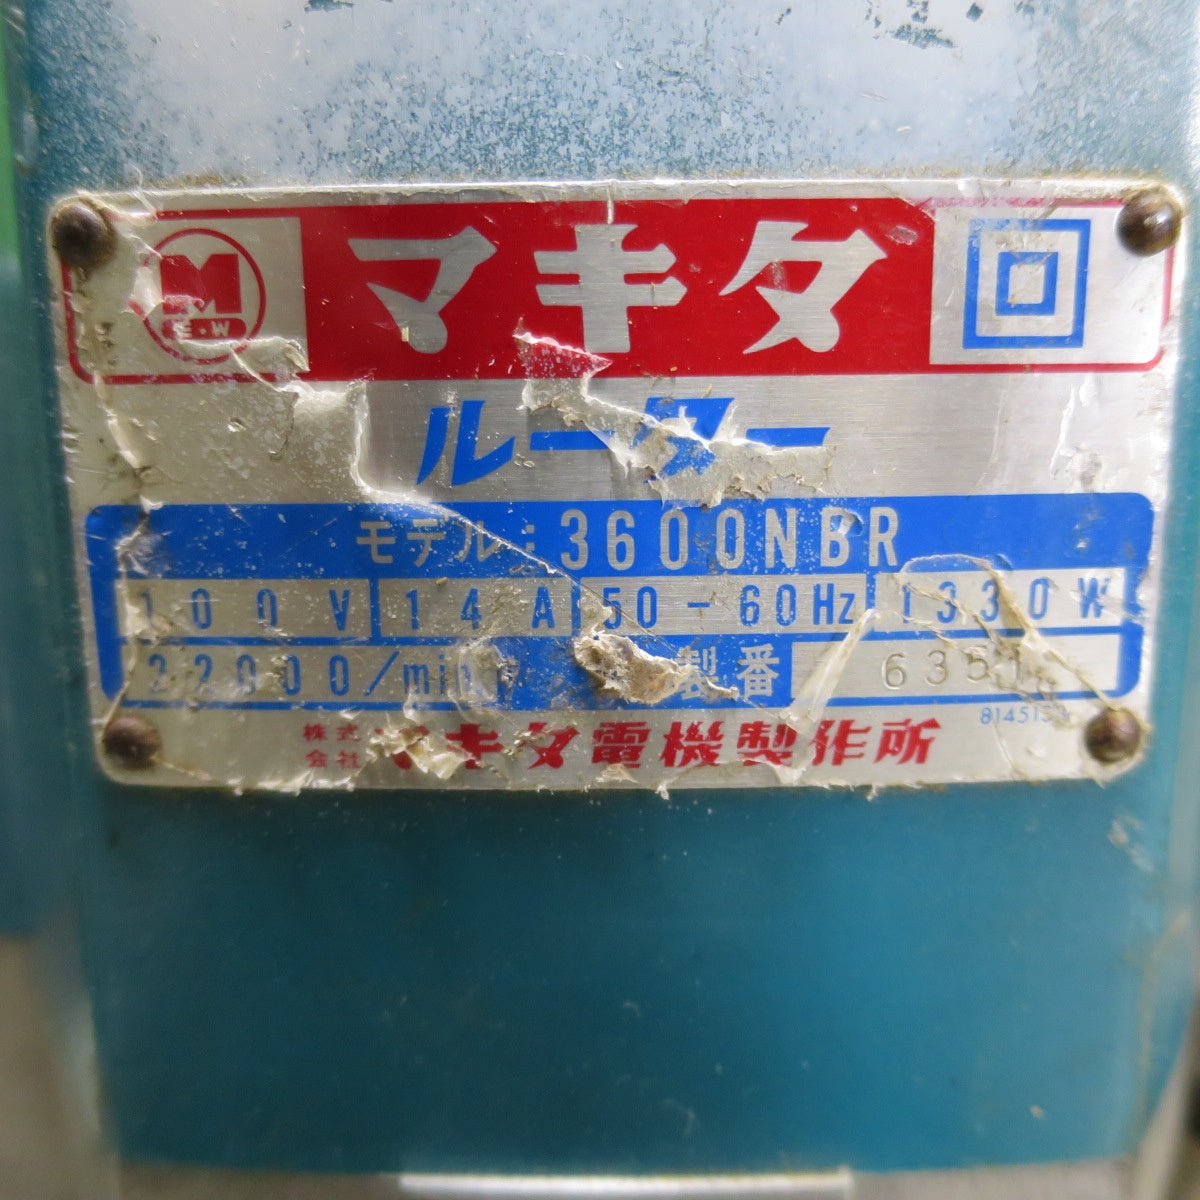 M
E.W
マキタ
ルーター
モデル:3600NBR
100V 14A 50-60Hz 1330W
22000/min 製番 6351
株式会社 マキタ電機製作所